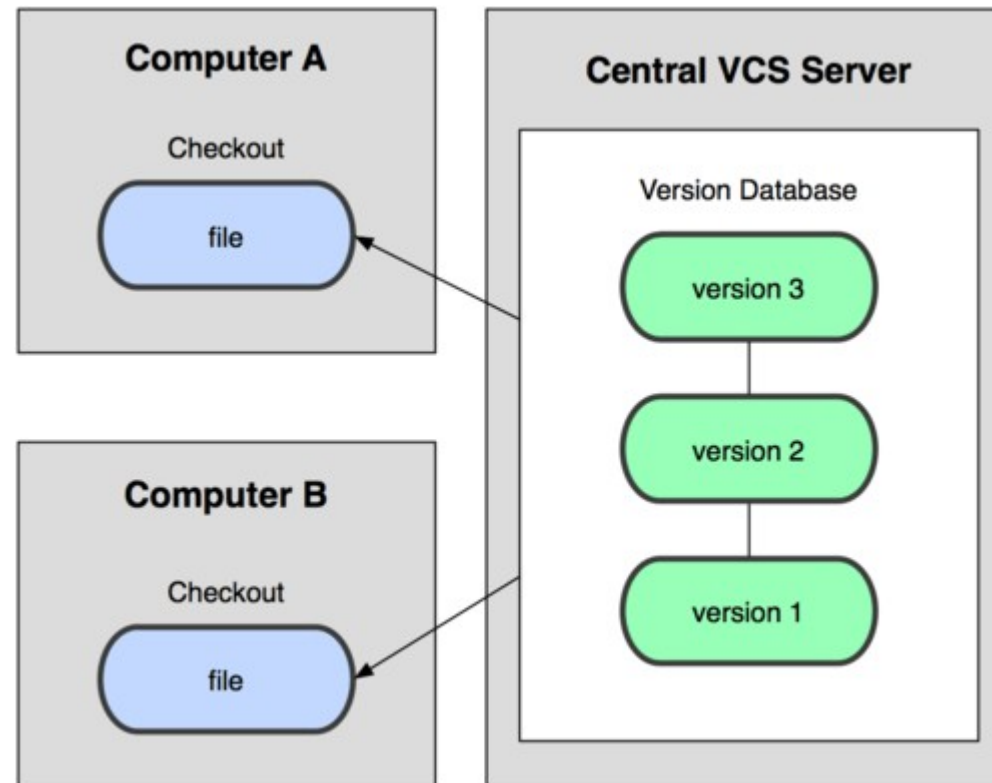 Computer A
Checkout
file
Computer B
Checkout
file
Central VCS Server
Version Database
version 3
version 2
version 1